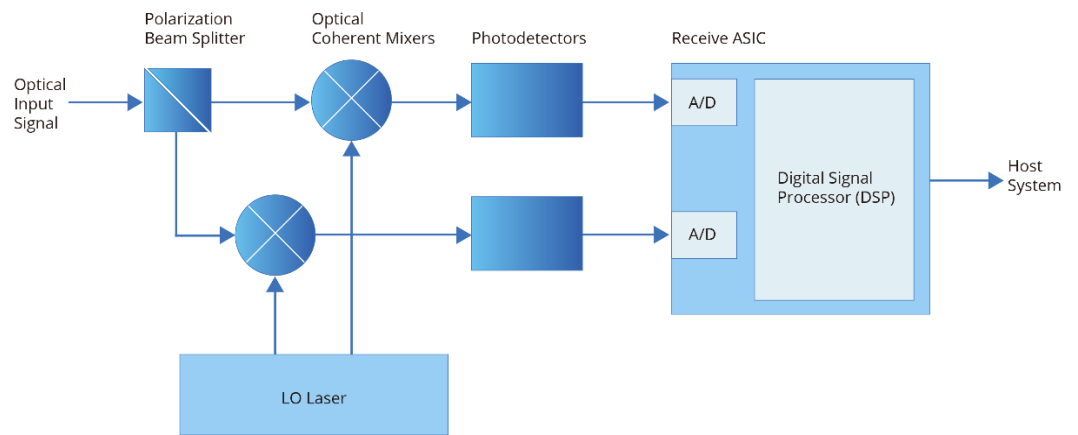 Polarization
Beam Splitter
Optical
Coherent Mixers
Photodetectors
Receive ASIC
Optical
Input
Signal
A/D
Digital Signal
Processor (DSP)
Host
System
A/D
LO Laser